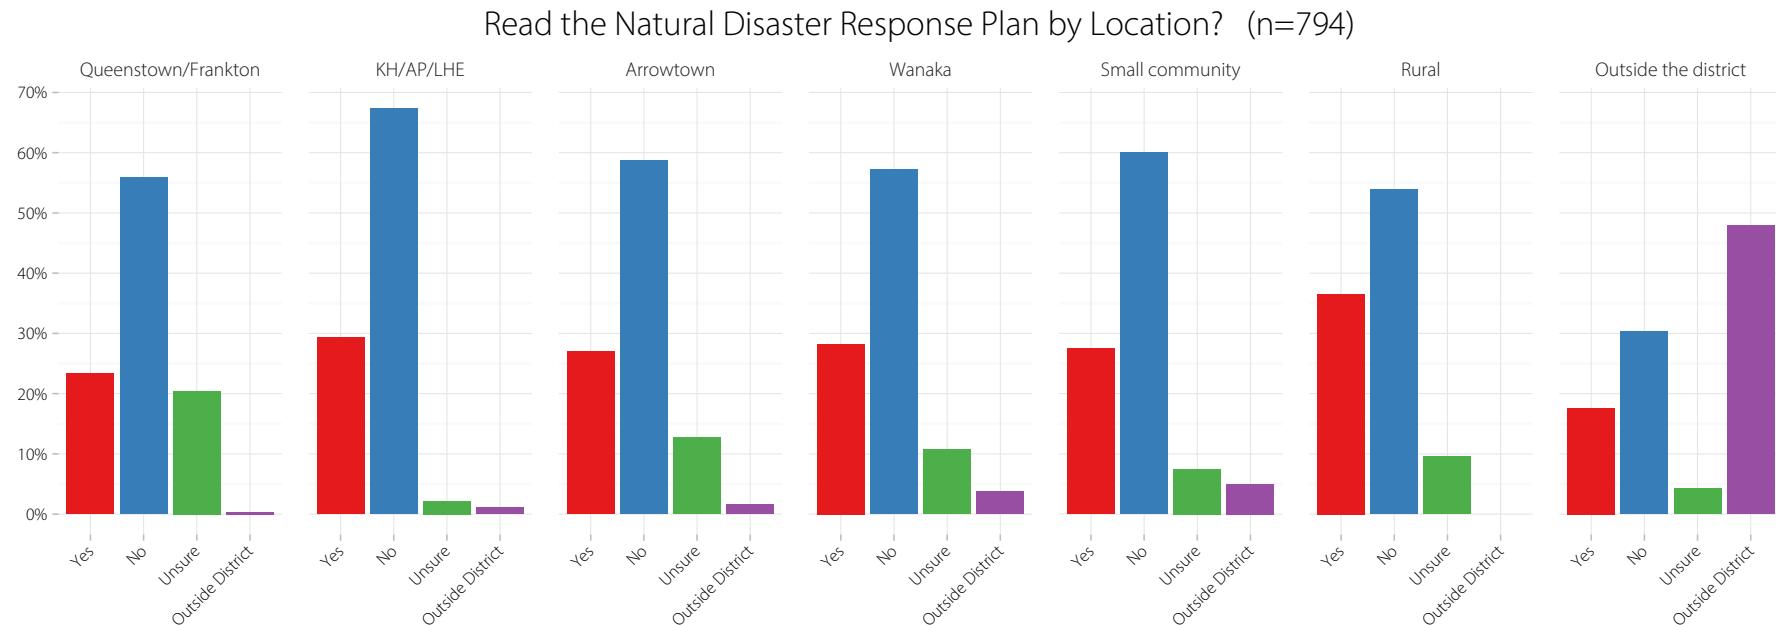 Read the Natural Disaster Response Plan by Location? (n=794)
Queenstown/Frankton KH/AP/LHE Arrowtown Wanaka Small community Rural Outside the district
70%
60%
50%
40%
30%
20%
10%
0%
Yes No Unsure Outside District Yes No Unsure Outside District Yes No Unsure Outside District Yes No Unsure Outside District Yes No Unsure Outside District Yes No Unsure Outside District Yes No Unsure Outside District